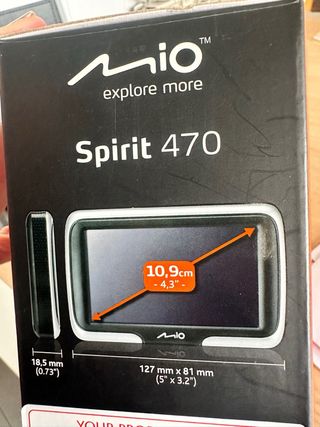 Mio™
explore more
Spirit 470
10,9cm
- 4,3" -
Mio
18,5 mm
(0.73")
127 mm x 81 mm
(5" x 3.2")
YOUR